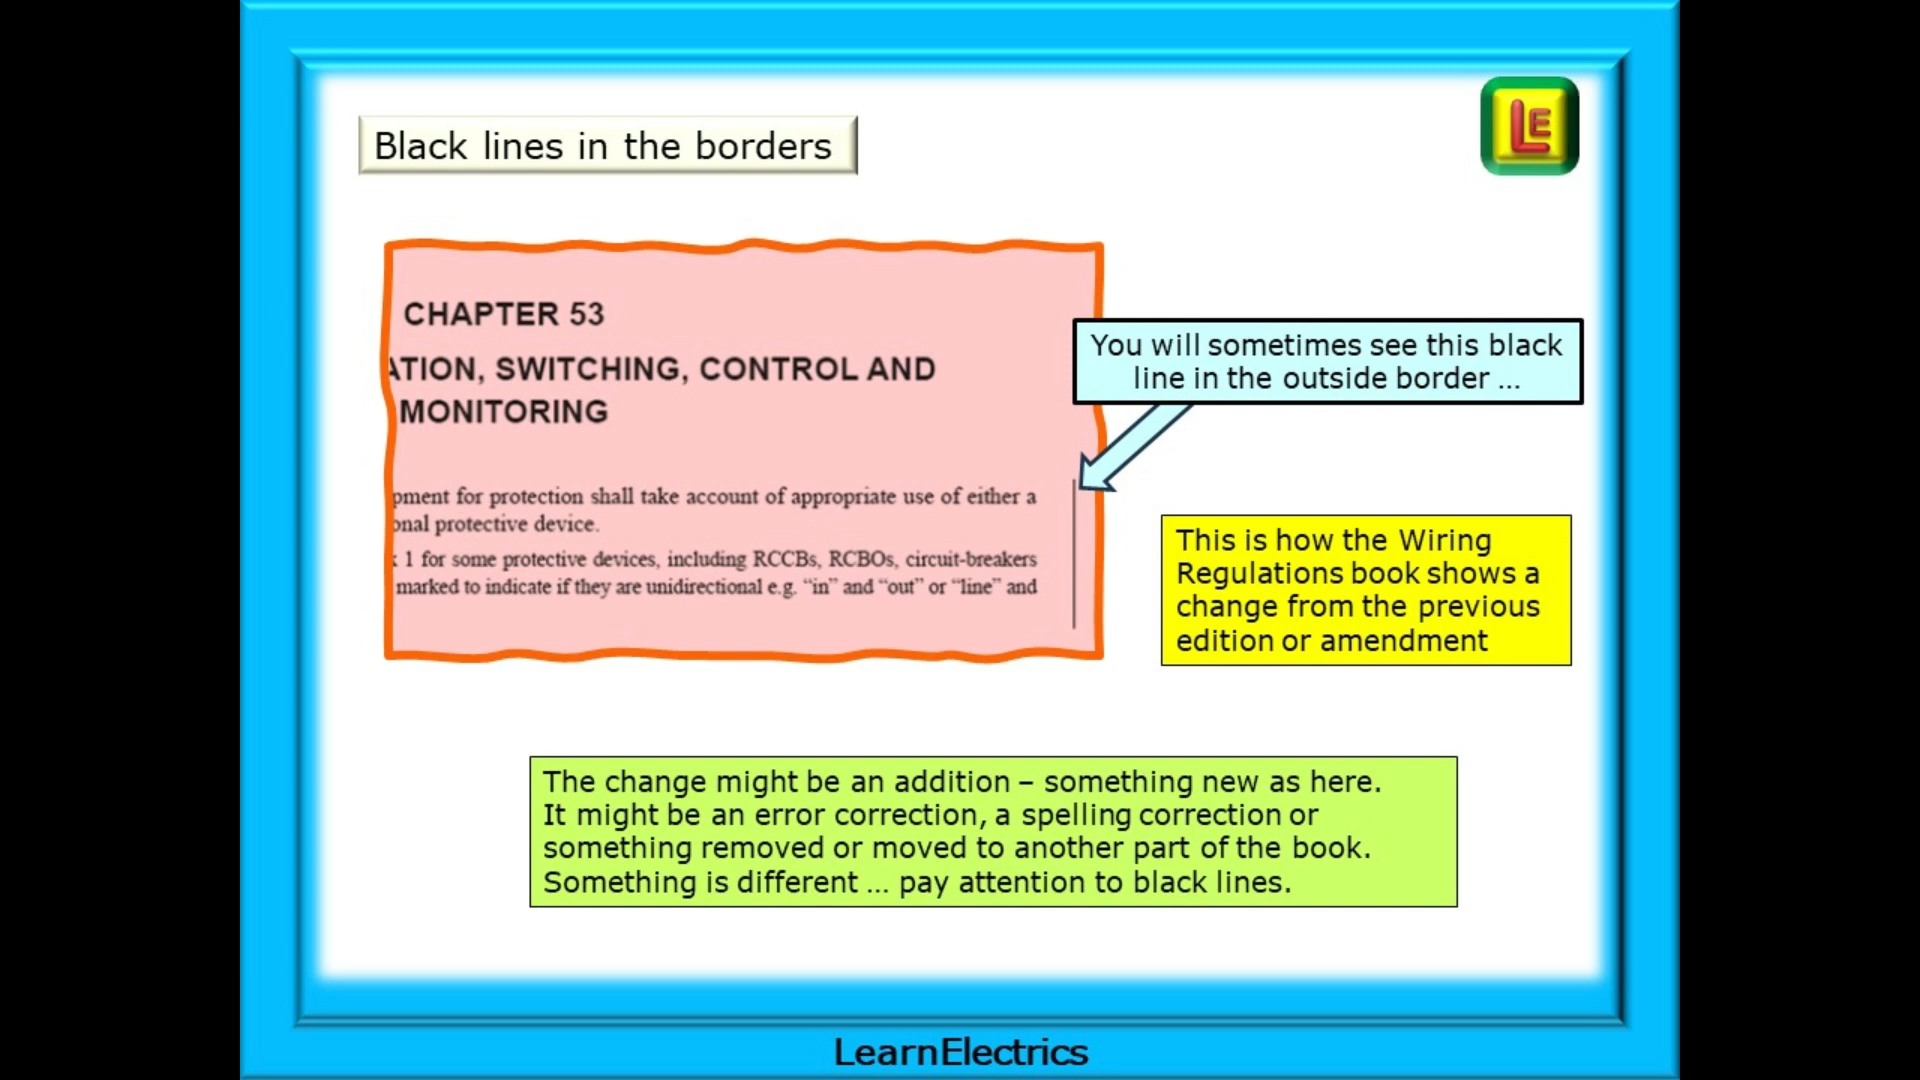 Black lines in the borders
LE
CHAPTER 53
ATION, SWITCHING, CONTROL AND
MONITORING
You will sometimes see this black
line in the outside border ...
pment for protection shall take account of appropriate use of either a
onal protective device.
1 for some protective devices, including RCCBs, RCBOs, circuit-breakers
marked to indicate if they are unidirectional e.g. “in” and “out” or “line” and
This is how the Wiring
Regulations book shows a
change from the previous
edition or amendment
The change might be an addition – something new as here.
It might be an error correction, a spelling correction or
something removed or moved to another part of the book.
Something is different ... pay attention to black lines.
LearnElectrics